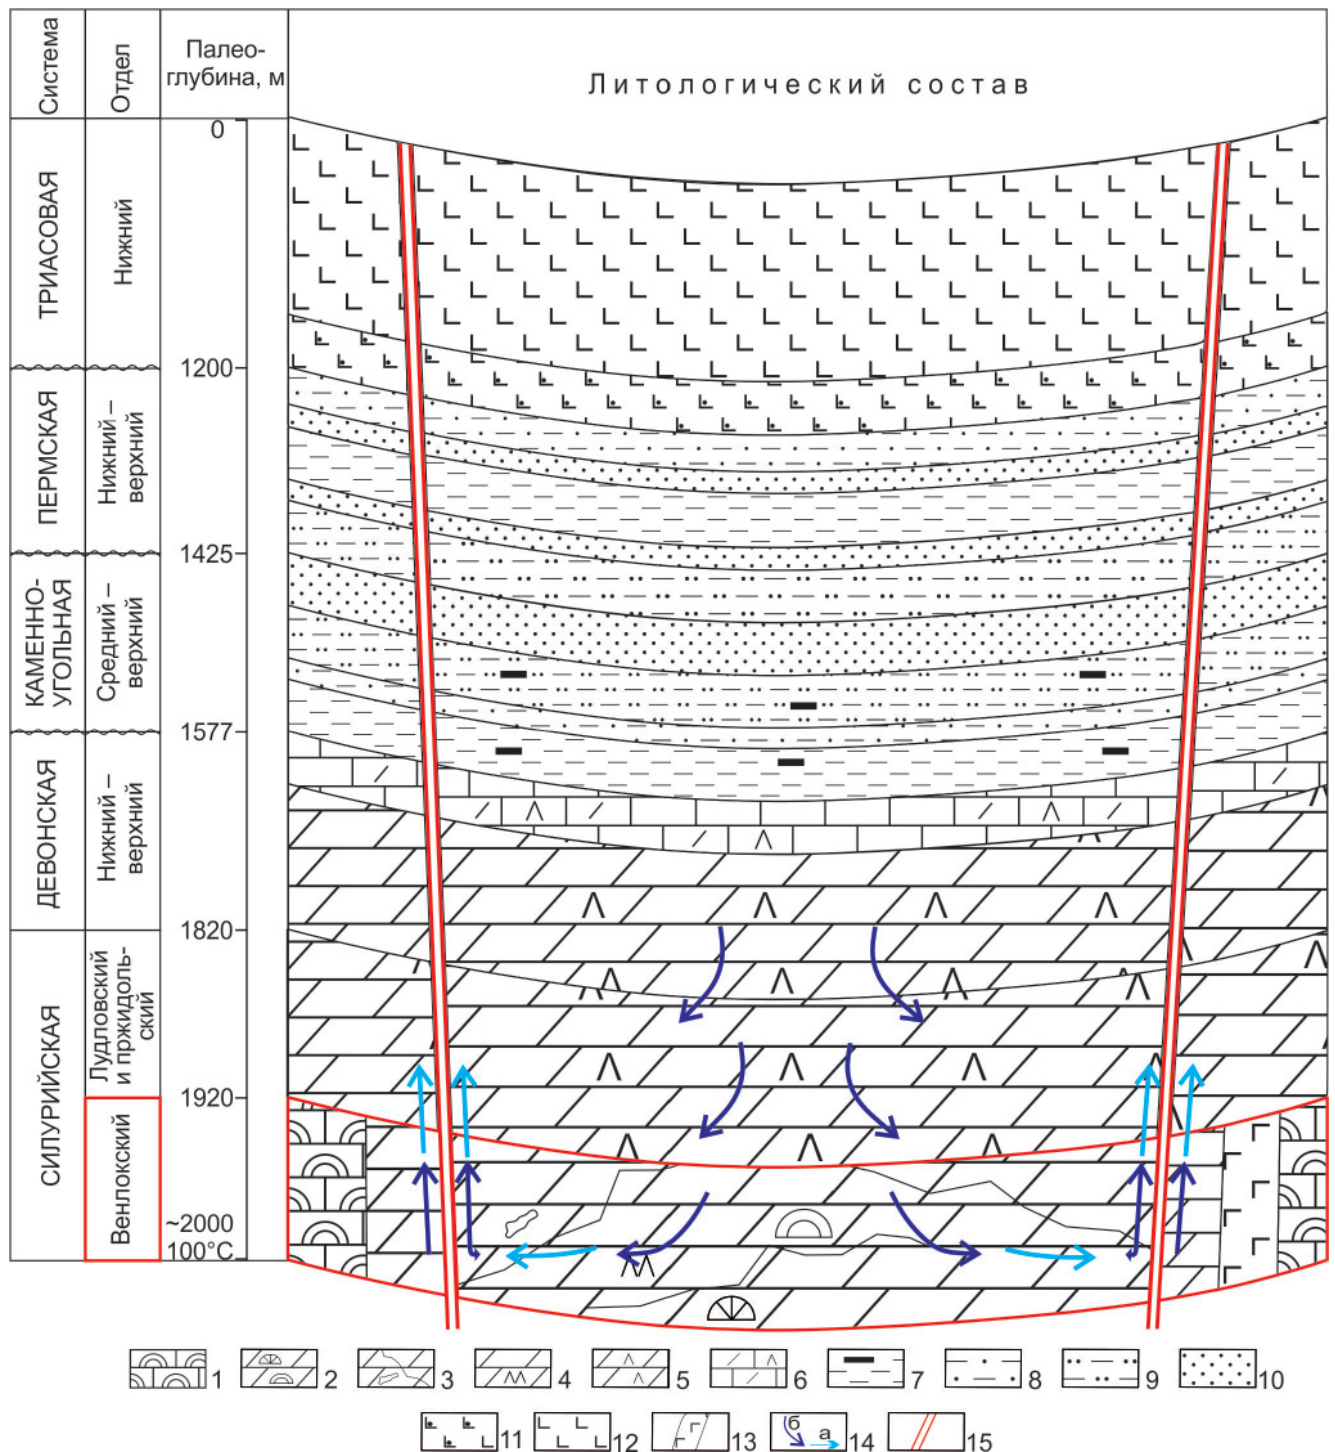 Система
Отдел
Палео-
глубина, м
Литологический состав
0
ТРИАСОВАЯ
Нижний
1200
ПЕРМСКАЯ
Нижний –
верхний
1425
КАМЕННО-
УГОЛЬНАЯ
Средний –
верхний
1577
ДЕВОНСКАЯ
Нижний –
верхний
1820
СИЛУРИЙСКАЯ
Лудловский
и пржидоль-
ский
1920
Венлокский
~2000
100°C
1 2 3 4 5 6 7 8 9 10
11 12 13 б а 14 15